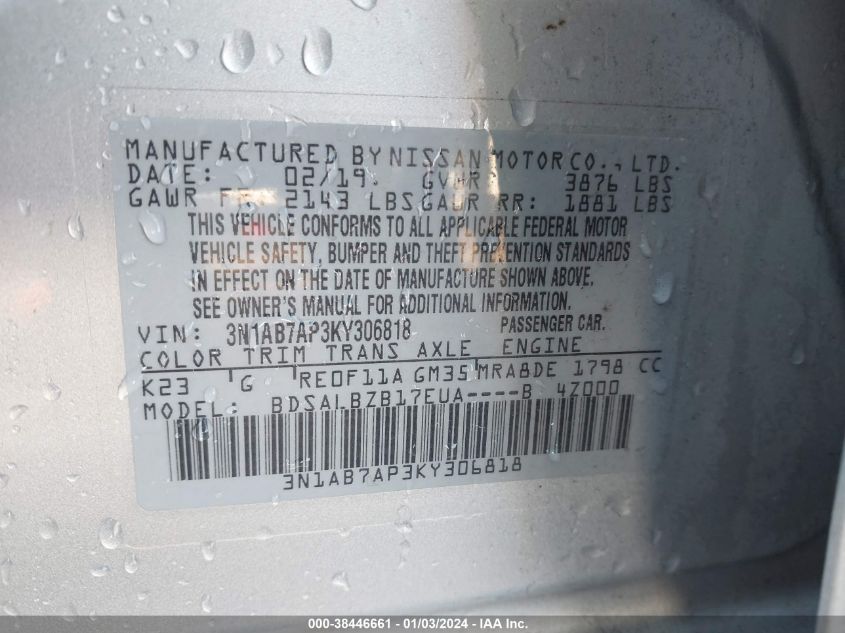 MANUFACTURED BY NISSAN MOTOR CO., LTD.
DATE: 02/19 GVWR : 3876 LBS
GAWR FR: 2143 LBS GAWR RR: 1881 LBS
THIS VEHICLE CONFORMS TO ALL APPLICABLE FEDERAL MOTOR
VEHICLE SAFETY, BUMPER AND THEFT PREVENTION STANDARDS
IN EFFECT ON THE DATE OF MANUFACTURE SHOWN ABOVE.
SEE OWNER'S MANUAL FOR ADDITIONAL INFORMATION.
VIN: 3N1AB7AP3KY306818 PASSENGER CAR.
COLOR TRIM TRANS AXLE ENGINE
K23 G RE0F11A GM35 MRA8DE 1798 CC
MODEL: BDSALBZB17EUA----B 4Z000
3N1AB7AP3KY306818
000-38446661 - 01/03/2024 - IAA Inc.